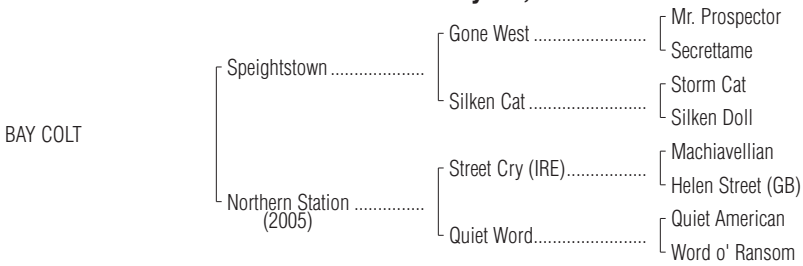 Mr. Prospector
Gone West ........................
Secrettame
Speightstown ....................
Storm Cat
Silken Cat .........................
Silken Doll
BAY COLT
Machiavellian
Street Cry (IRE).................
Helen Street (GB)
Northern Station ...............
(2005)
Quiet American
Quiet Word........................
Word o' Ransom